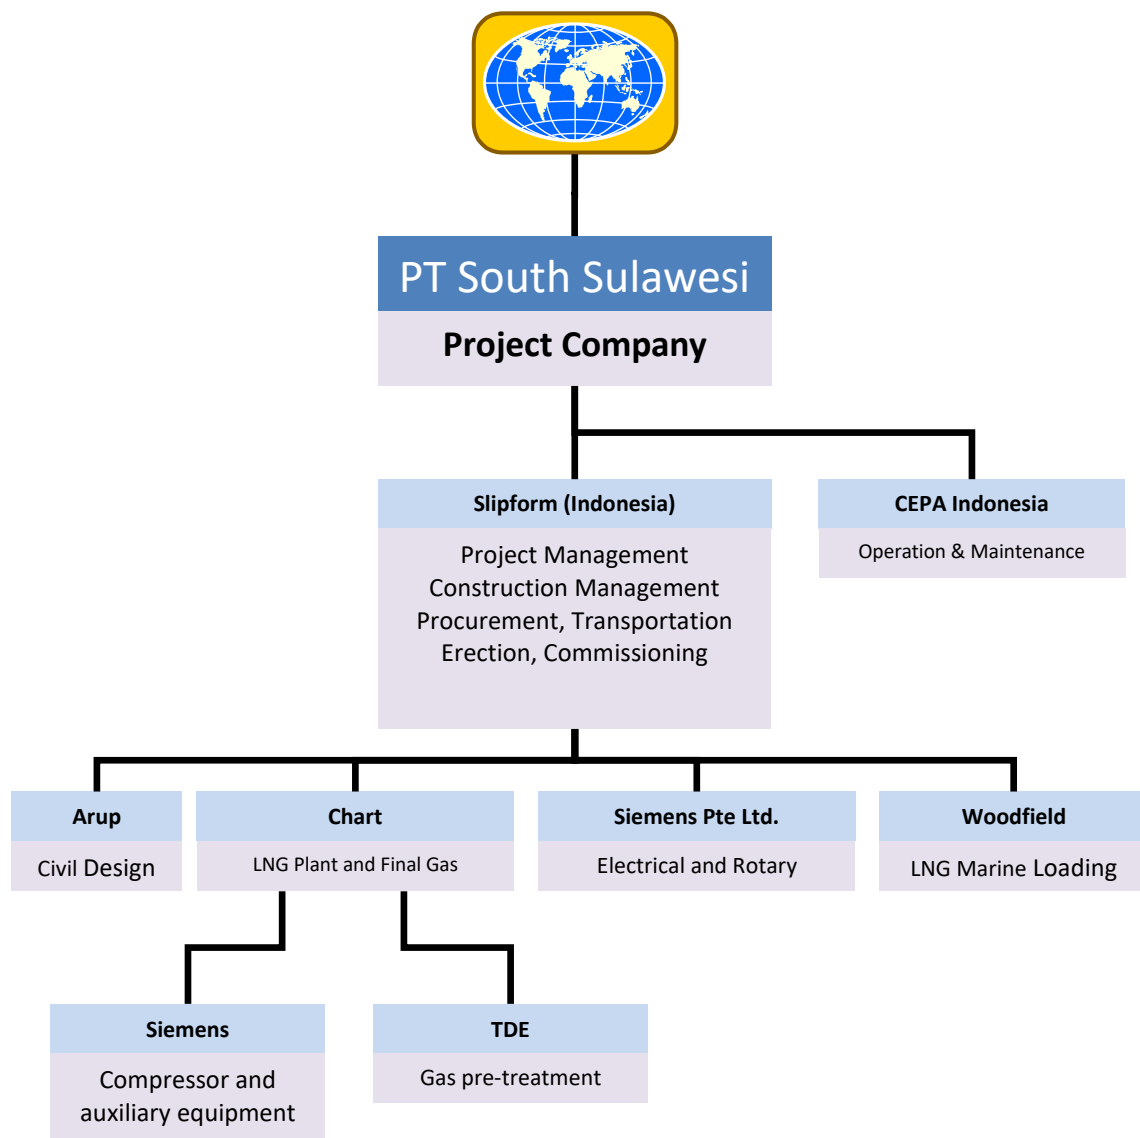 PT South Sulawesi
Project Company
Slipform (Indonesia)
Project Management
Construction Management
Procurement, Transportation
Erection, Commissioning
CEPA Indonesia
Operation & Maintenance
Arup
Civil Design
Chart
LNG Plant and Final Gas
Siemens Pte Ltd.
Electrical and Rotary
Woodfield
LNG Marine Loading
Siemens
Compressor and
auxiliary equipment
TDE
Gas pre-treatment